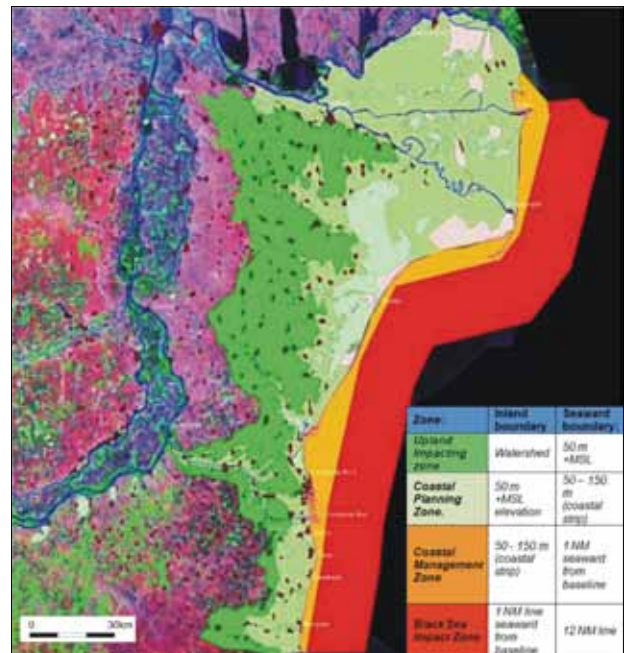 Zone:
Inland
boundary
Seaward
boundary:
Upland
Impacting
zone
Watershed
50 m
+MSL
Coastal
Planning
Zone.
50 m
+MSL
elevation
50 – 150
m
(coastal
strip)
Coastal
Management
Zone
50 - 150 m
(coastal
strip)
1 NM
seaward
from
baseline
Black Sea
Impact Zone
1 NM line
seaward
from
baseline
12 NM line
0
30km